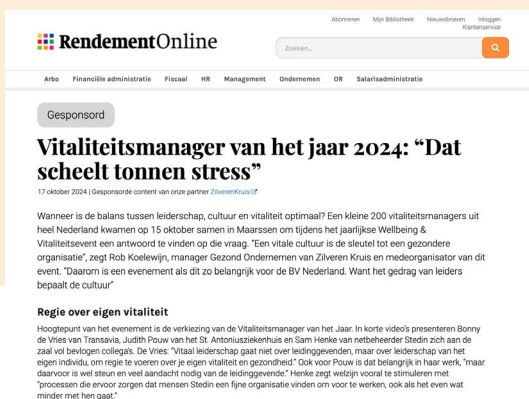 Abonneren Mijn Bibliotheek Nieuwsbrieven Inloggen
Klantenservice
RendementOnline
Zoeken...
Arbo Financiële administratie Fiscaal HR Management Ondernemen OR Salarisadministratie
Gesponsord
Vitaliteitsmanager van het jaar 2024: “Dat
scheelt tonnen stress”
17 oktober 2024 | Gesponsorde content van onze partner ZilverenKruis
Wanneer is de balans tussen leiderschap, cultuur en vitaliteit optimaal? Een kleine 200 vitaliteitsmanagers uit
heel Nederland kwamen op 15 oktober samen in Maarssen om tijdens het jaarlijkse Wellbeing &
Vitaliteitsevent een antwoord te vinden op die vraag. “Een vitale cultuur is de sleutel tot een gezondere
organisatie”, zegt Rob Koelewijn, manager Gezond Ondernemen van Zilveren Kruis en medeorganisator van dit
event. “Daarom is een evenement als dit zo belangrijk voor de BV Nederland. Want het gedrag van leiders
bepaalt de cultuur”
Regie over eigen vitaliteit
Hoogtepunt van het evenement is de verkiezing van de Vitaliteitsmanager van het Jaar. In korte video’s presenteren Bonny
de Vries van Transavia, Judith Pouw van het St. Antoniusziekenhuis en Sam Henke van netbeheerder Stedin zich aan de
zaal vol bevlogen collega’s. De Vries: “Vitaal leiderschap gaat niet over leidinggevenden, maar over leiderschap van het
eigen individu, om regie te voeren over je eigen vitaliteit en gezondheid.” Ook voor Pouw is dat belangrijk in haar werk, “maar
daarvoor is wel steun en veel aandacht nodig van de leidinggevende.” Henke zegt welzijn vooral te stimuleren met
“processen die ervoor zorgen dat mensen Stedin een fijne organisatie vinden om voor te werken, ook als het even wat
minder met hen gaat.”